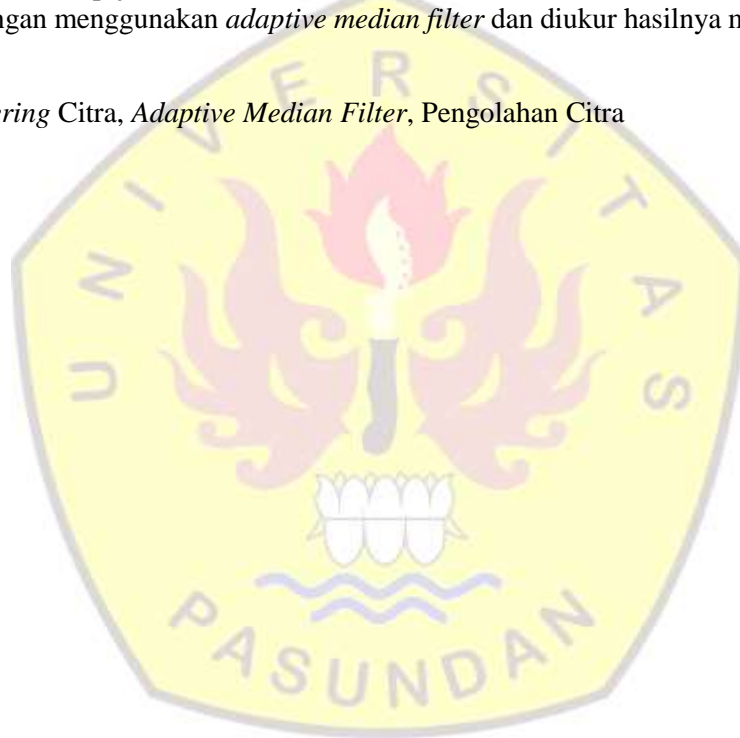 ngan menggunakan adaptive median filter dan diukur hasilnya
ring Citra, Adaptive Median Filter, Pengolahan Citra
UNIVERSITAS
PASUNDAN